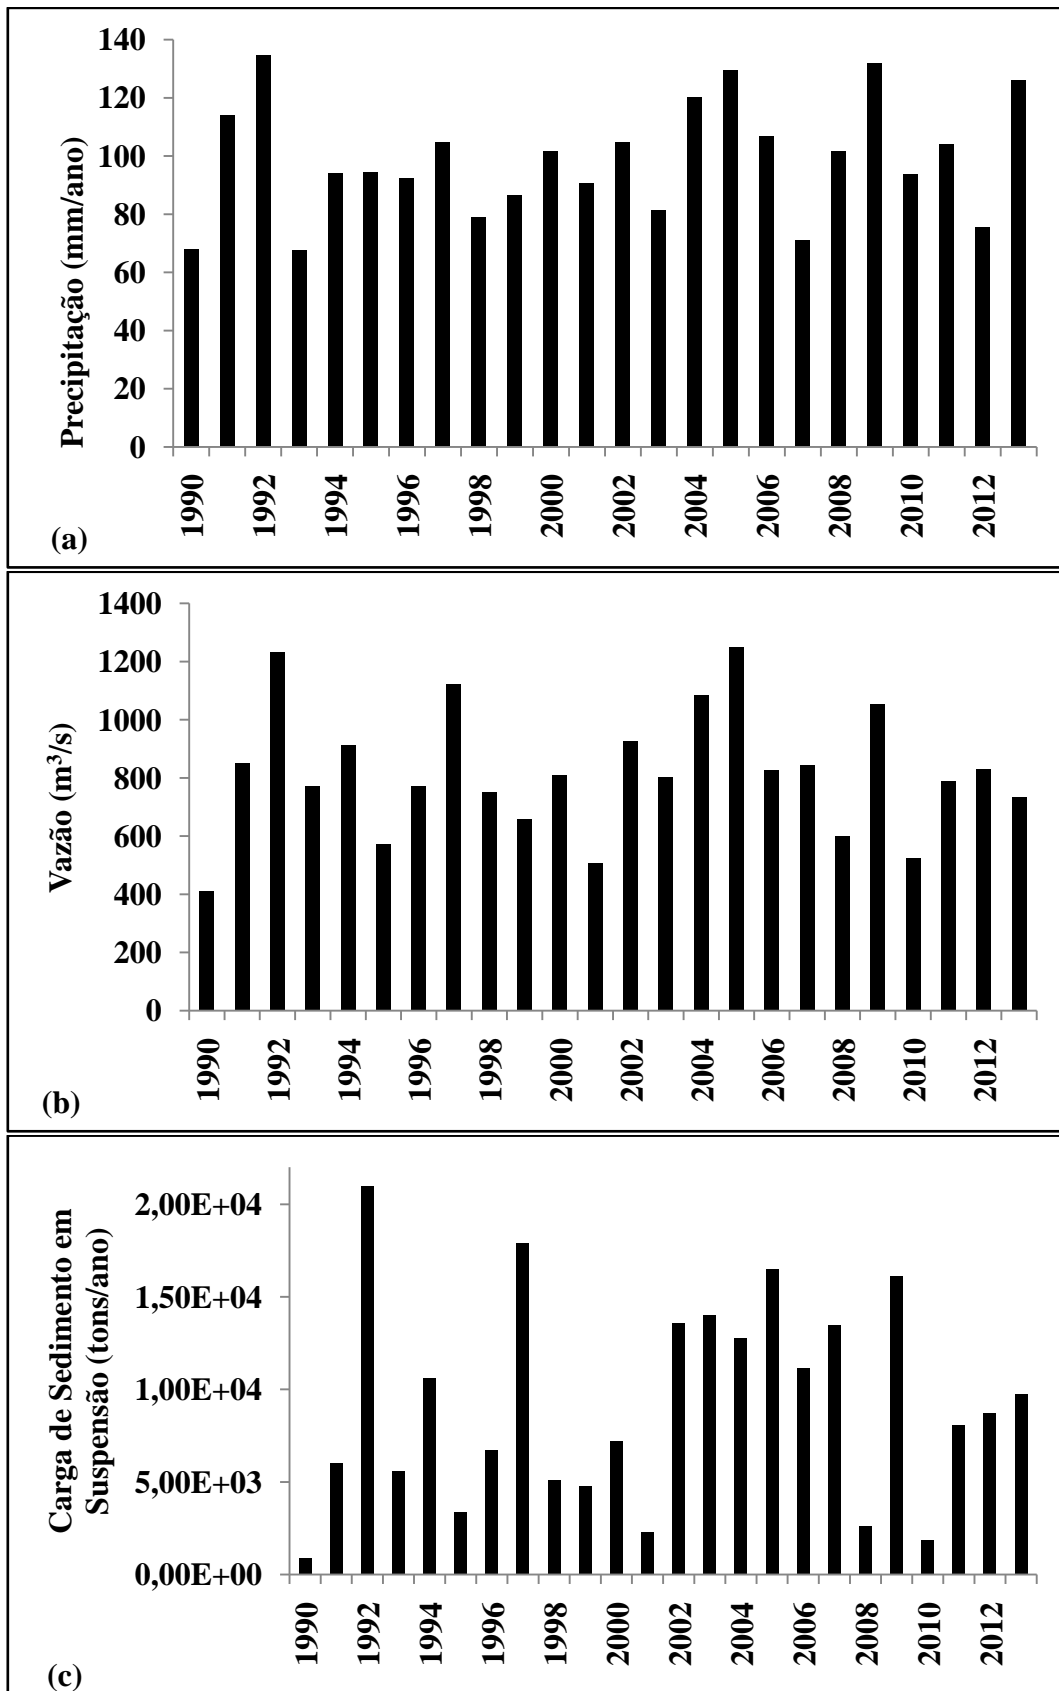 Precipitação (mm/ano)
140
120
100
80
60
40
20
0
1990 1992 1994 1996 1998 2000 2002 2004 2006 2008 2010 2012
(a)
Vazão (m³/s)
1400
1200
1000
800
600
400
200
0
1990 1992 1994 1996 1998 2000 2002 2004 2006 2008 2010 2012
(b)
Carga de Sedimento em
Suspensão (tons/ano)
2,00E+04
1,50E+04
1,00E+04
5,00E+03
0,00E+00
1990 1992 1994 1996 1998 2000 2002 2004 2006 2008 2010 2012
(c)